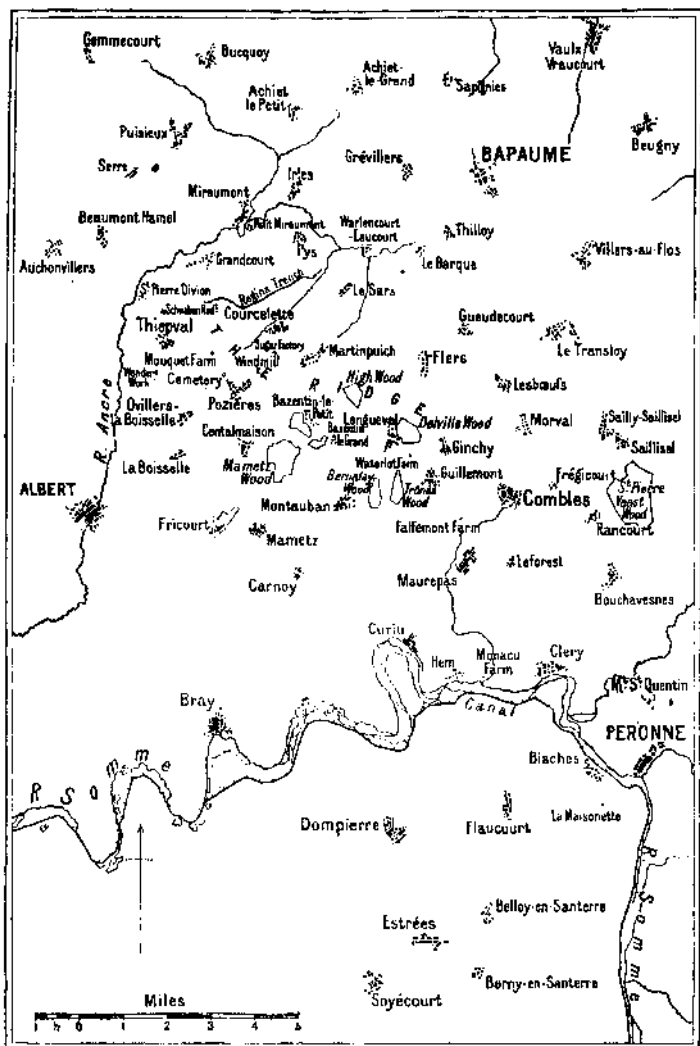 Gommecourt
Bucquoy
Vaulx
Vraucourt
Achiet
le Grand
Sapignies
Achiet
le Petit
Puisieux
Beugny
BAPAUME
Grévillers
Serre
Irles
Miraumont
Beaumont Hamel
Petit Miraumont
Warlencourt
Thilloy
Pys
Auchonvillers
Grandcourt
Le Barque
Villers-au-Flos
St Pierre Divion
Regina Trench
Le Sars
Courcelette
Gueudecourt
Thiepval
Sugar Factory
Martinpuich
Le Transloy
Mouquet Farm
Windmill
Flers
THE RIDGE
Cemetery
High Wood
Lesbœufs
Pozières
Bazentin-le-
Petit
Ovillers-
La Boisselle
Longueval
Delville Wood
Morval
Sailly-Saillisel
Contalmaison
Bazentin
le Grand
Ginchy
Saillisel
La Boisselle
Mametz
Wood
Waterlot Farm
Guillemont
Bernafay
Wood
Trônes
Wood
Frégicourt
St Pierre
Vaast
Wood
ALBERT
R. Ancre
Montauban
Combles
Rancourt
Fricourt
Mametz
Falfemont Farm
Carnoy
Maurepas
Leforest
Bouchavesnes
Curlu
Hem
Monacu
Farm
Clery
Mt. St. Quentin
Bray
Canal
PERONNE
Biaches
R Somme
Dompierre
Flaucourt
La Maisonette
R Somme
Belloy-en-Santerre
Estrées
Berny-en-Santerre
Soyécourt
Miles
1 ½ 0 1 2 3 4 5